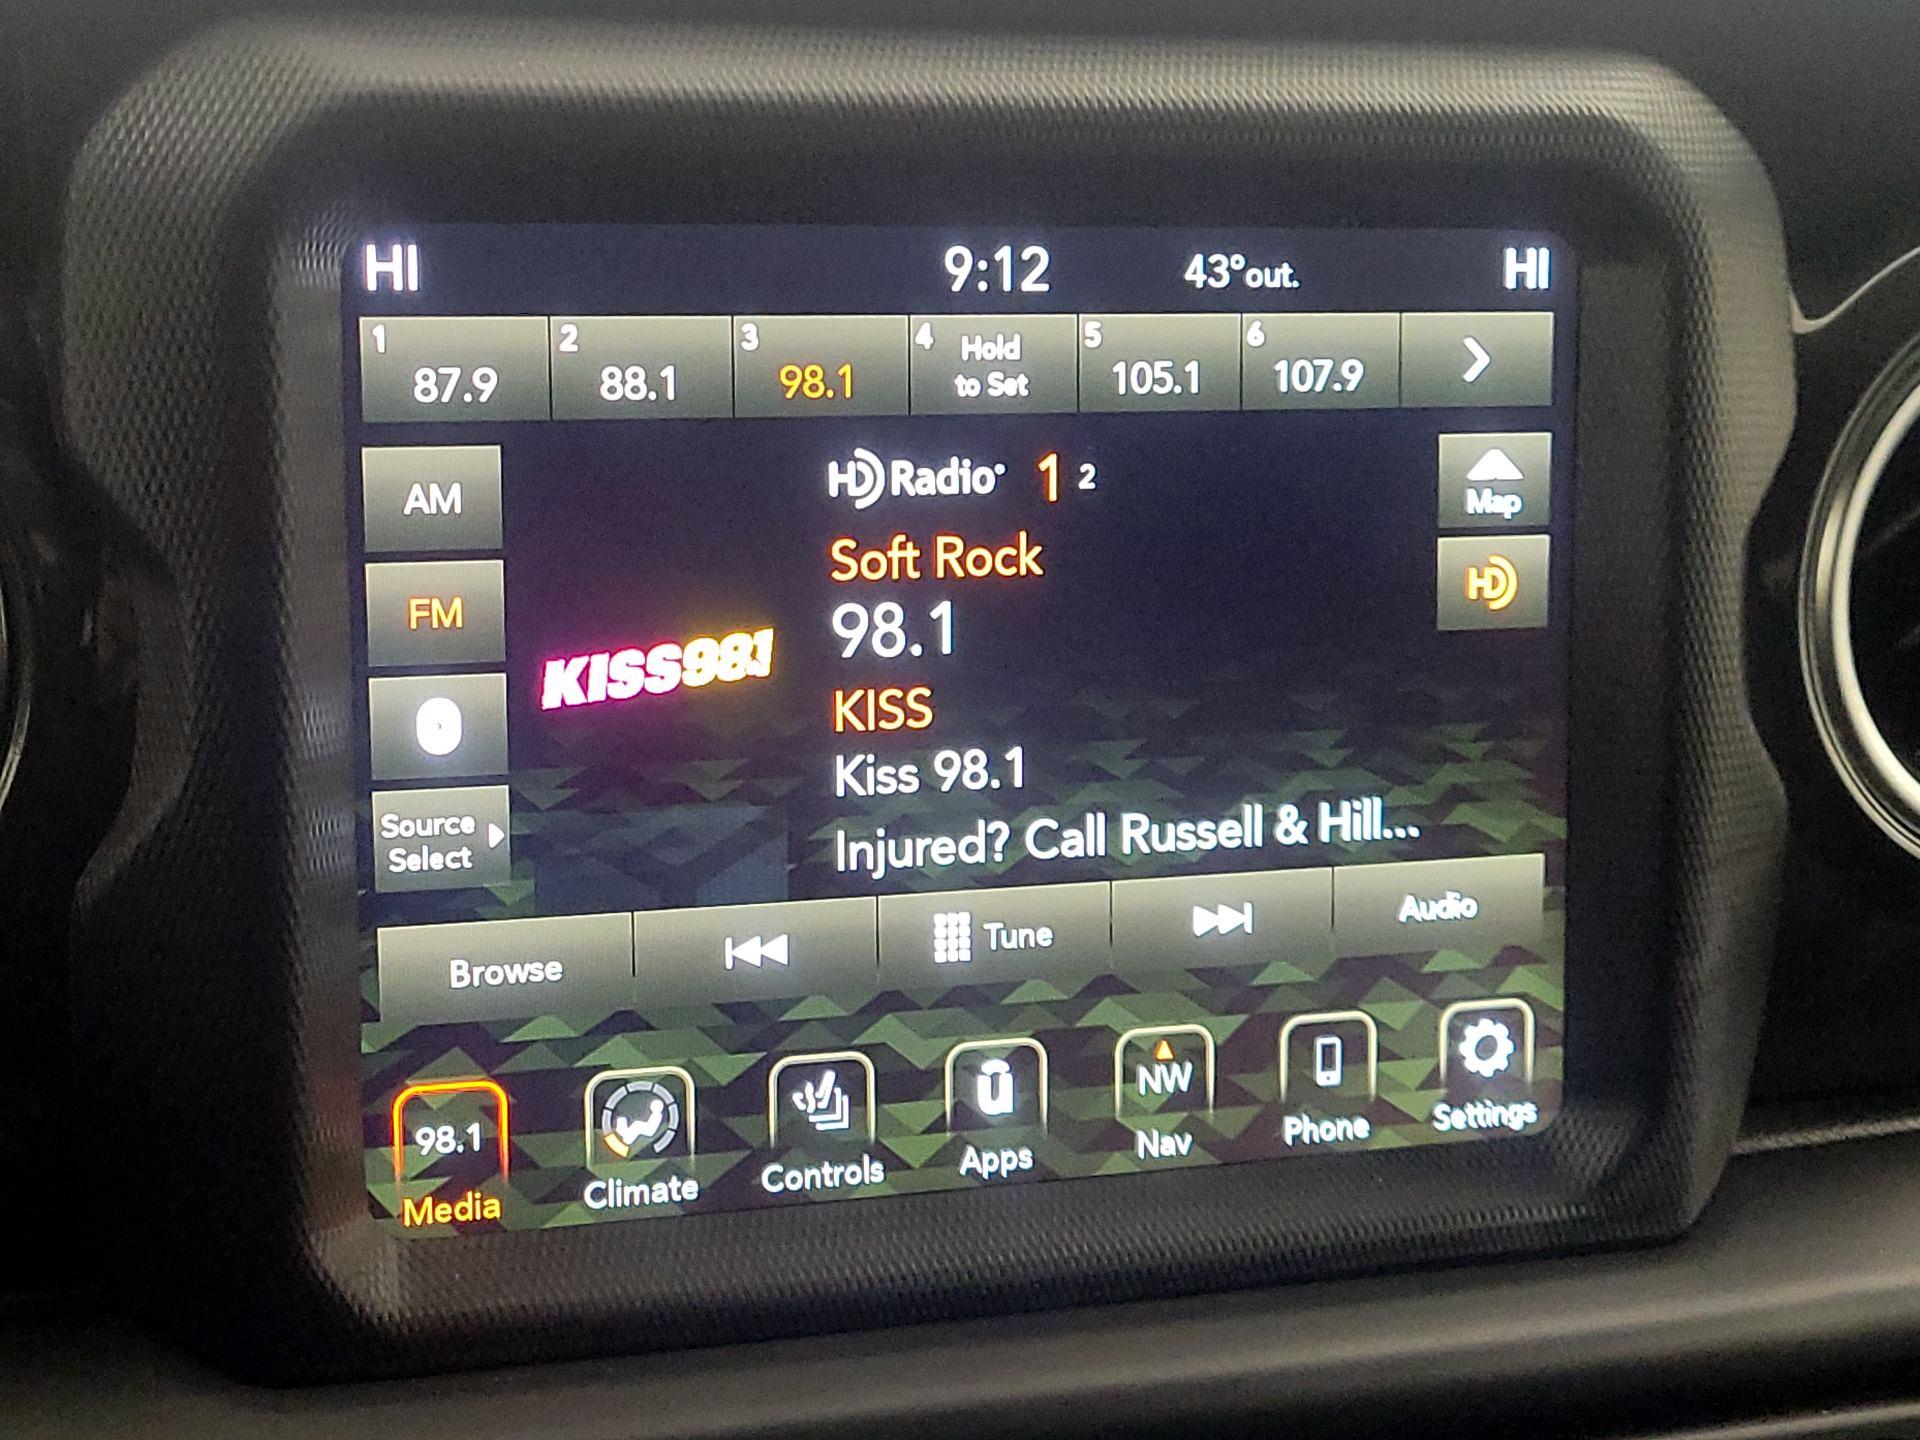 HI 9:12 43°out. HI
1 87.9 2 88.1 3 98.1 4 Hold to Set 5 105.1 6 107.9
AM
FM
Source
Select
KISS98.1
HD Radio 1 2
Soft Rock
98.1
KISS
Kiss 98.1
Injured? Call Russell & Hill...
Map
HD
Browse Tune Audio
98.1 u NW
Media Climate Controls Apps Nav Phone Settings